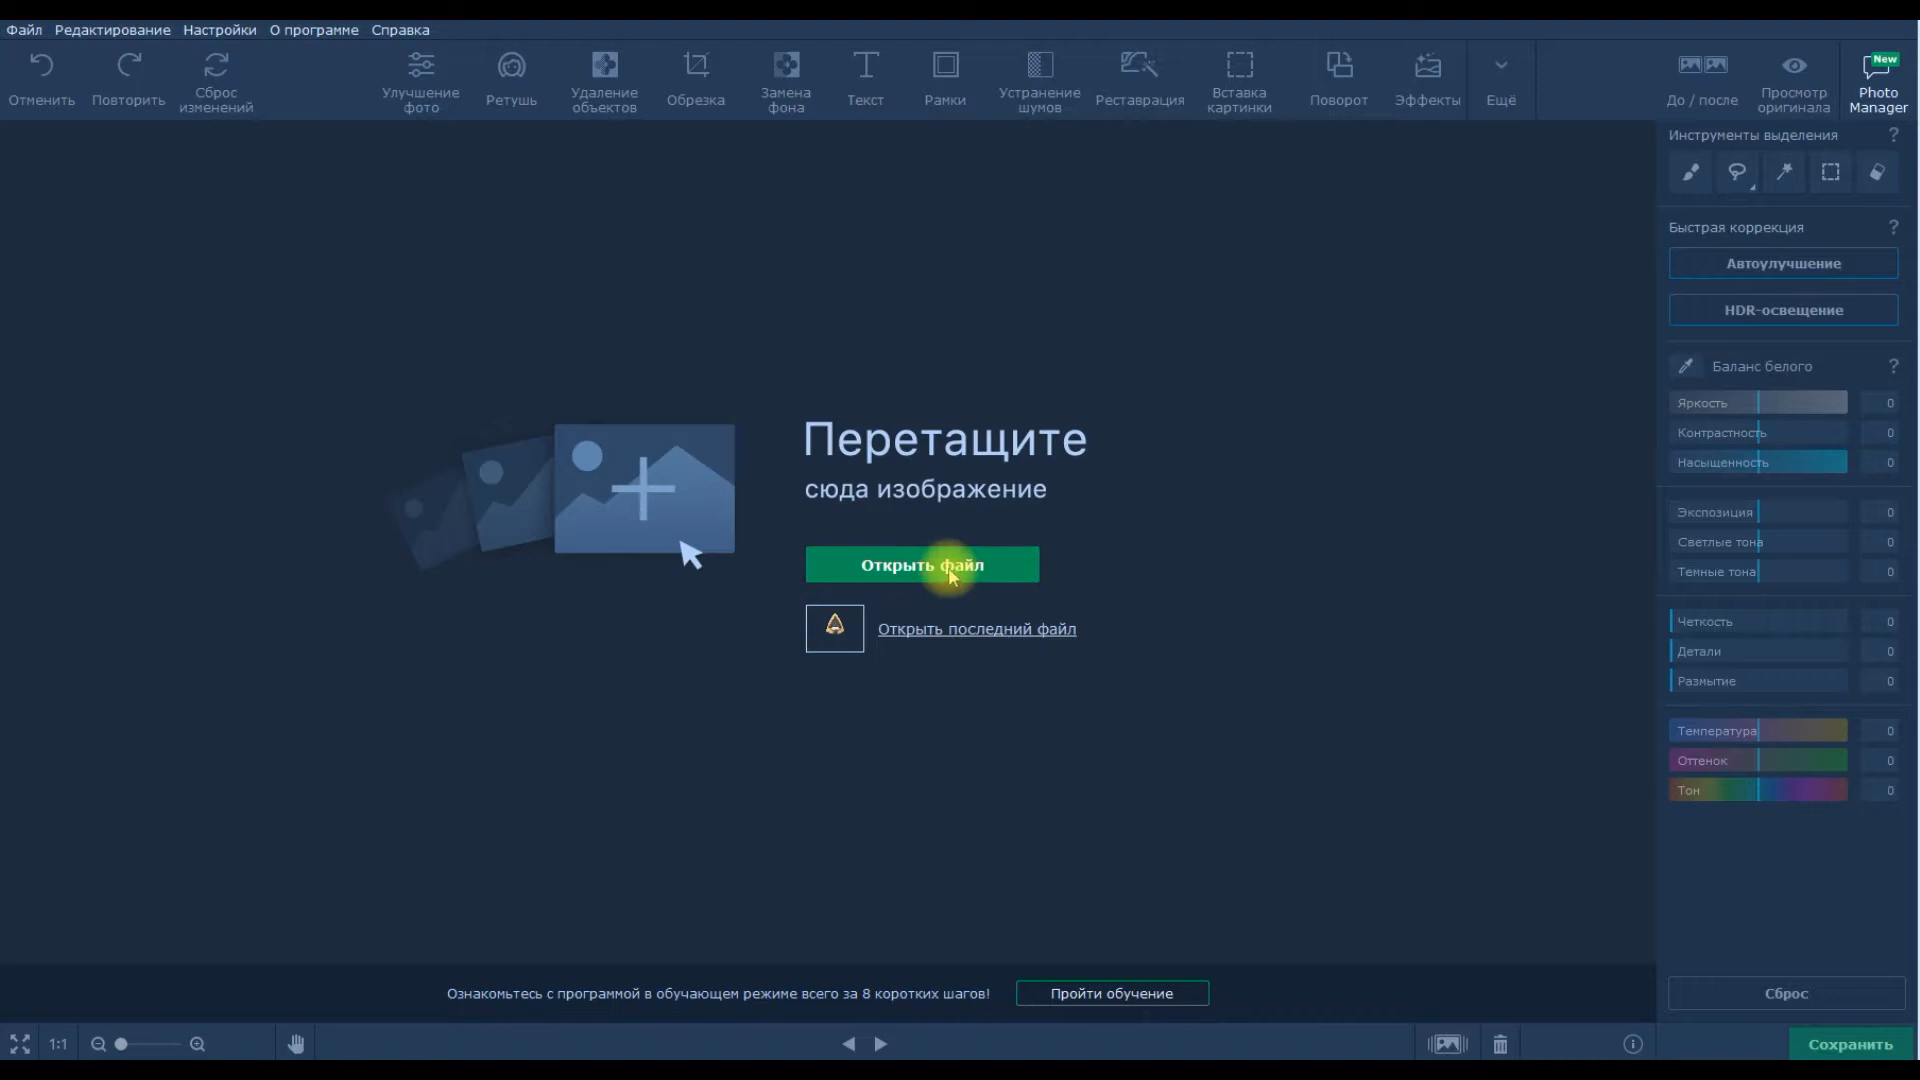 Файл Редактирование Настройки О программе Справка
Отменить
Повторить
Сброс
изменений
Улучшение
фото
Ретушь
Удаление
объектов
Обрезка
Замена
фона
Текст
Рамки
Устранение
шумов
Реставрация
Вставка
картинки
Поворот
Эффекты
Ещё
До / после
Просмотр
оригинала
New
Photo
Manager
Инструменты выделения ?
Быстрая коррекция ?
Автоулучшение
HDR-освещение
Баланс белого ?
Яркость 0
Контрастность 0
Насыщенность 0
Экспозиция 0
Светлые тона 0
Темные тона 0
Четкость 0
Детали 0
Размытие 0
Температура 0
Оттенок 0
Тон 0
Перетащите
сюда изображение
Открыть файл
Открыть последний файл
Ознакомьтесь с программой в обучающем режиме всего за 8 коротких шагов!
Пройти обучение
Сброс
1:1
Сохранить